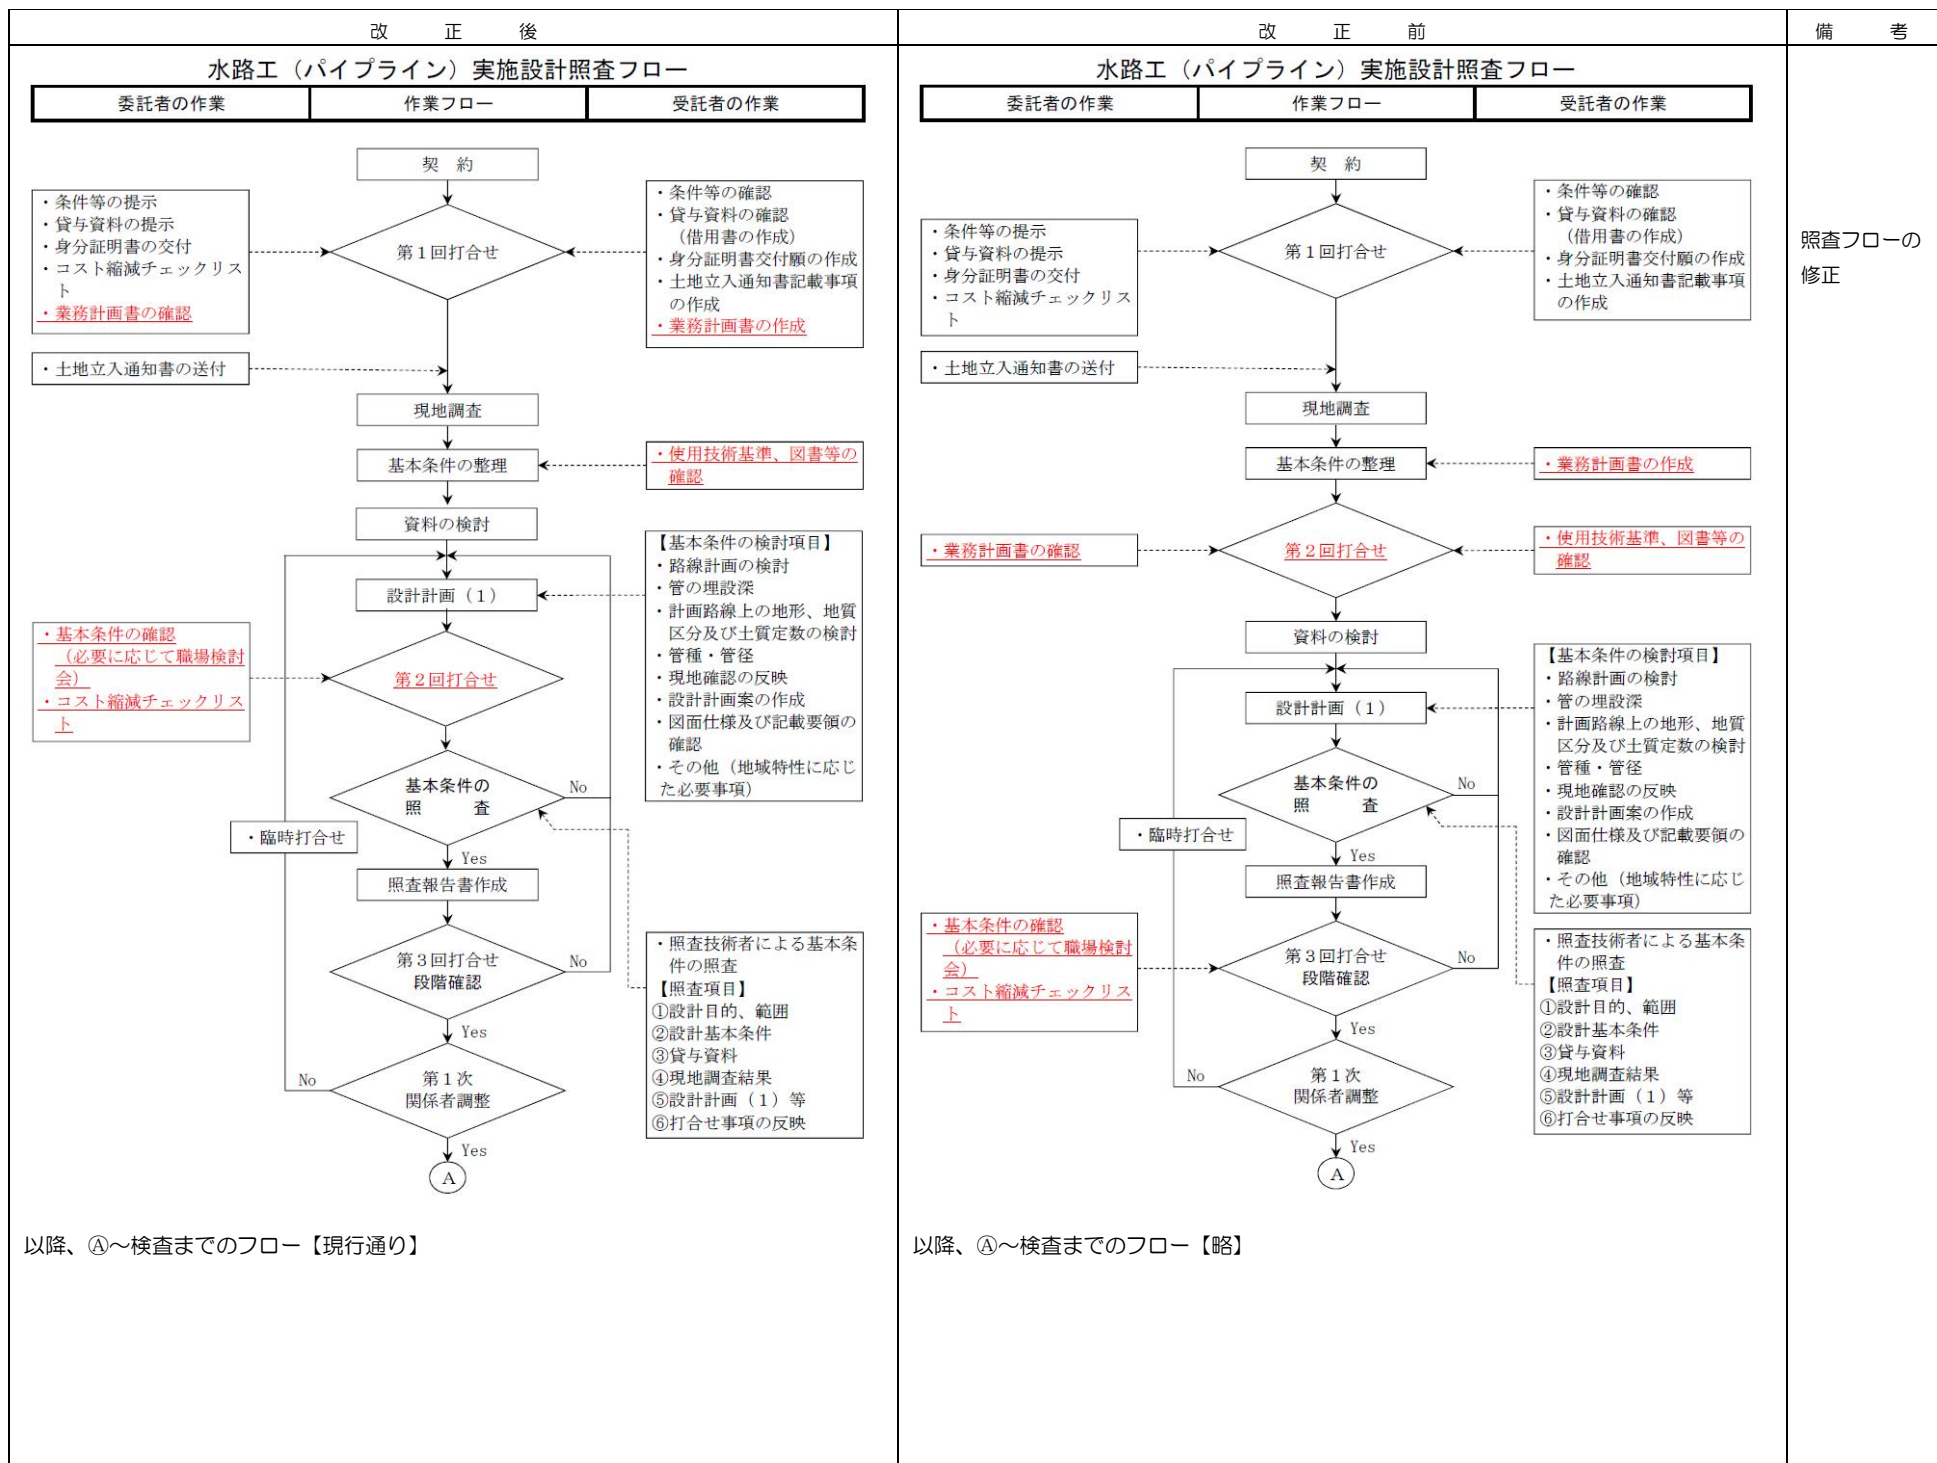 改　正　後
水路工（パイプライン）実施設計照査フロー
委託者の作業
作業フロー
受託者の作業
契　約
・条件等の提示
・貸与資料の提示
・身分証明書の交付
・コスト縮減チェックリス
ト
・業務計画書の確認
第１回打合せ
・条件等の確認
・貸与資料の確認
（借用書の作成）
・身分証明書交付願の作成
・土地立入通知書記載事項
の作成
・業務計画書の作成
・土地立入通知書の送付
現地調査
基本条件の整理
・使用技術基準、図書等の
確認
資料の検討
設計計画（１）
【基本条件の検討項目】
・路線計画の検討
・管の埋設深
・計画路線上の地形、地質
区分及び土質定数の検討
・管種・管径
・現地確認の反映
・設計計画案の作成
・図面仕様及び記載要領の
確認
・その他（地域特性に応じ
た必要事項）
・基本条件の確認
（必要に応じて職場検討
会）
・コスト縮減チェックリス
ト
第２回打合せ
基本条件の
照　査
No
・臨時打合せ
Yes
照査報告書作成
第３回打合せ
段階確認
No
・照査技術者による基本条
件の照査
【照査項目】
①設計目的、範囲
②設計基本条件
③貸与資料
④現地調査結果
⑤設計計画（１）等
⑥打合せ事項の反映
Yes
No
第１次
関係者調整
Yes
A
以降、Ⓐ～検査までのフロー【現行通り】
改　正　前
水路工（パイプライン）実施設計照査フロー
委託者の作業
作業フロー
受託者の作業
契　約
・条件等の提示
・貸与資料の提示
・身分証明書の交付
・コスト縮減チェックリス
ト
第１回打合せ
・条件等の確認
・貸与資料の確認
（借用書の作成）
・身分証明書交付願の作成
・土地立入通知書記載事項
の作成
・土地立入通知書の送付
現地調査
基本条件の整理
・業務計画書の作成
・業務計画書の確認
第２回打合せ
・使用技術基準、図書等の
確認
資料の検討
設計計画（１）
【基本条件の検討項目】
・路線計画の検討
・管の埋設深
・計画路線上の地形、地質
区分及び土質定数の検討
・管種・管径
・現地確認の反映
・設計計画案の作成
・図面仕様及び記載要領の
確認
・その他（地域特性に応じ
た必要事項）
基本条件の
照　査
No
・臨時打合せ
Yes
照査報告書作成
・基本条件の確認
（必要に応じて職場検討
会）
・コスト縮減チェックリス
ト
第３回打合せ
段階確認
No
・照査技術者による基本条
件の照査
【照査項目】
①設計目的、範囲
②設計基本条件
③貸与資料
④現地調査結果
⑤設計計画（１）等
⑥打合せ事項の反映
Yes
No
第１次
関係者調整
Yes
A
以降、Ⓐ～検査までのフロー【略】
備　考
照査フローの
修正